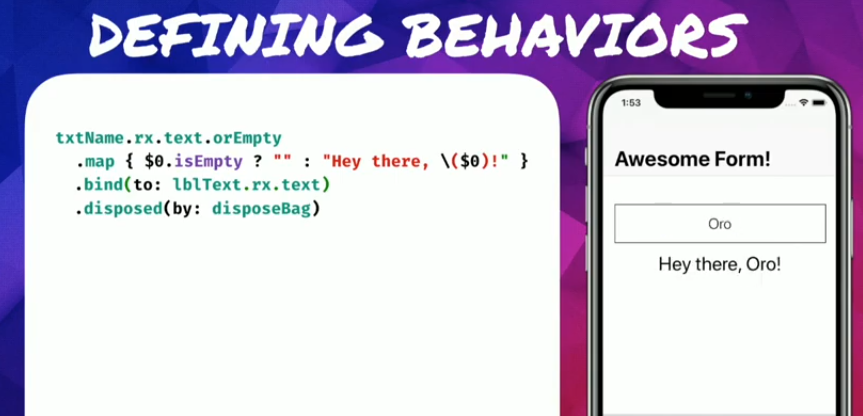 DEFINING BEHAVIORS
txtName.rx.text.orEmpty
.map { $0.isEmpty ? "" : "Hey there, \($0)!" }
.bind(to: lblText.rx.text)
.disposed(by: disposeBag)
1:53
Awesome Form!
Oro
Hey there, Oro!